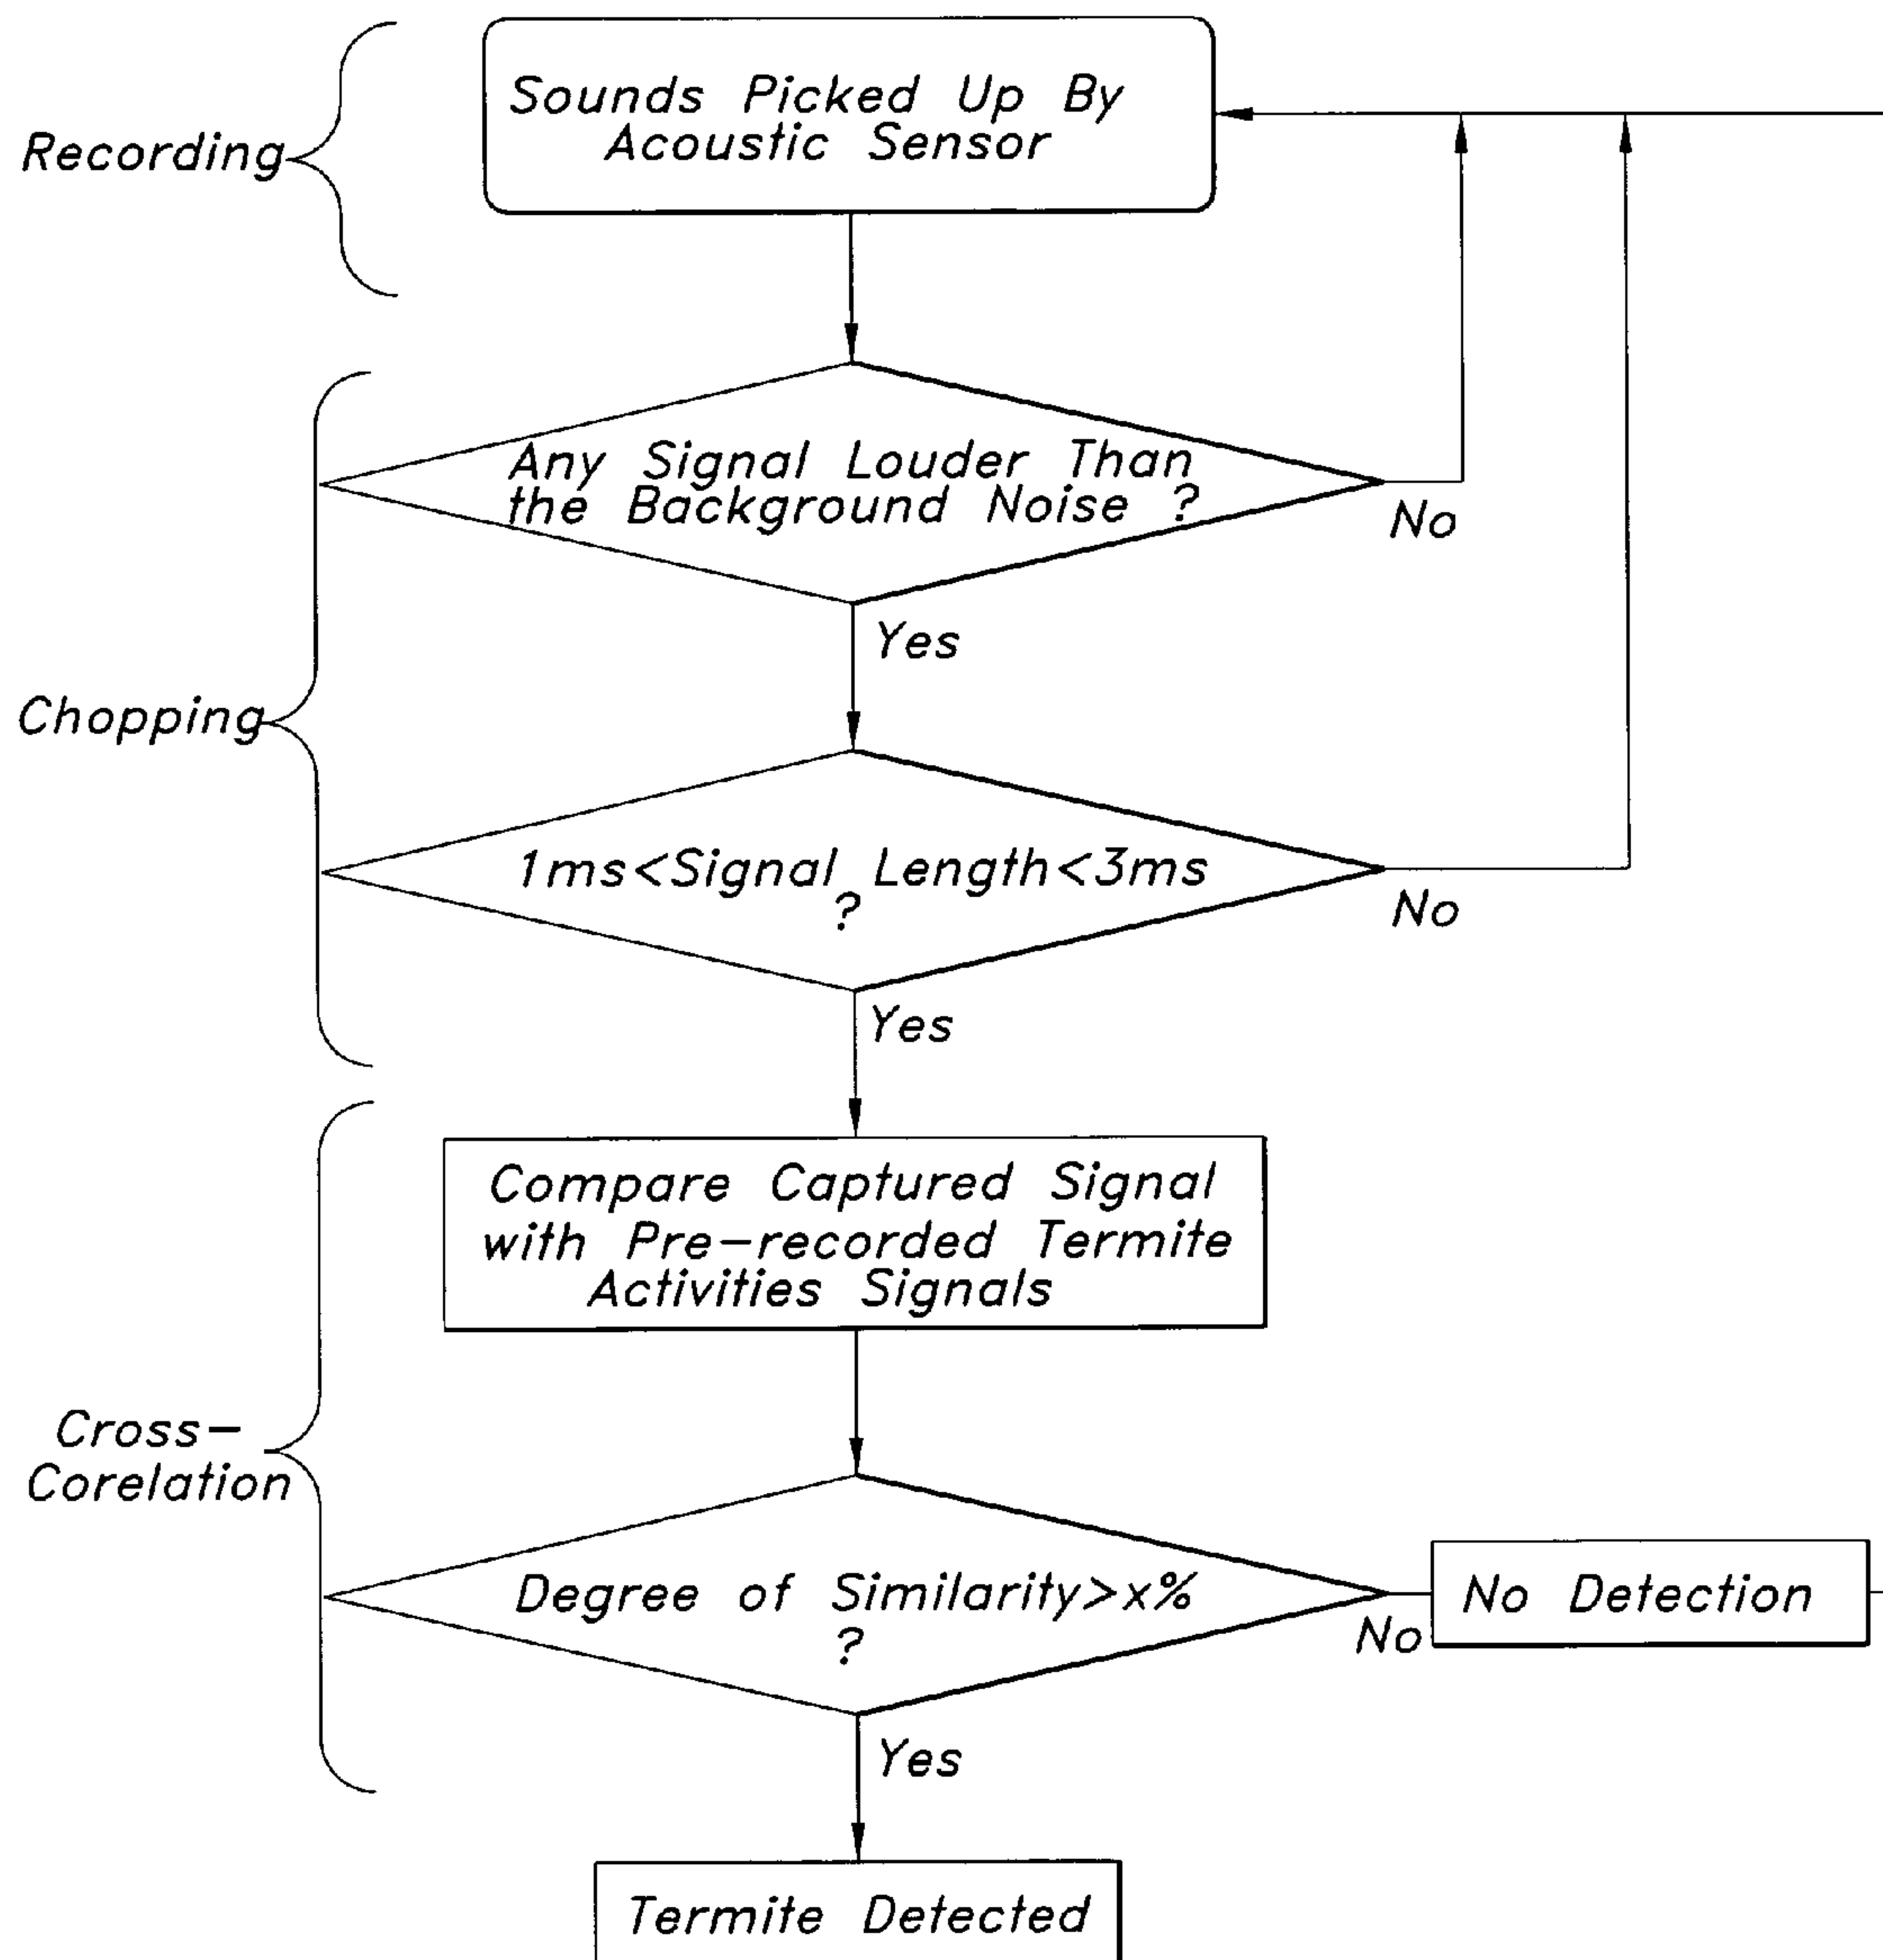 Recording
Sounds Picked Up By
Acoustic Sensor
Any Signal Louder Than
the Background Noise ?
No
Yes
Chopping
1ms<Signal Length<3ms
?
No
Yes
Compare Captured Signal
with Pre-recorded Termite
Activities Signals
Cross-
Corelation
Degree of Similarity>x%
?
No
No Detection
Yes
Termite Detected